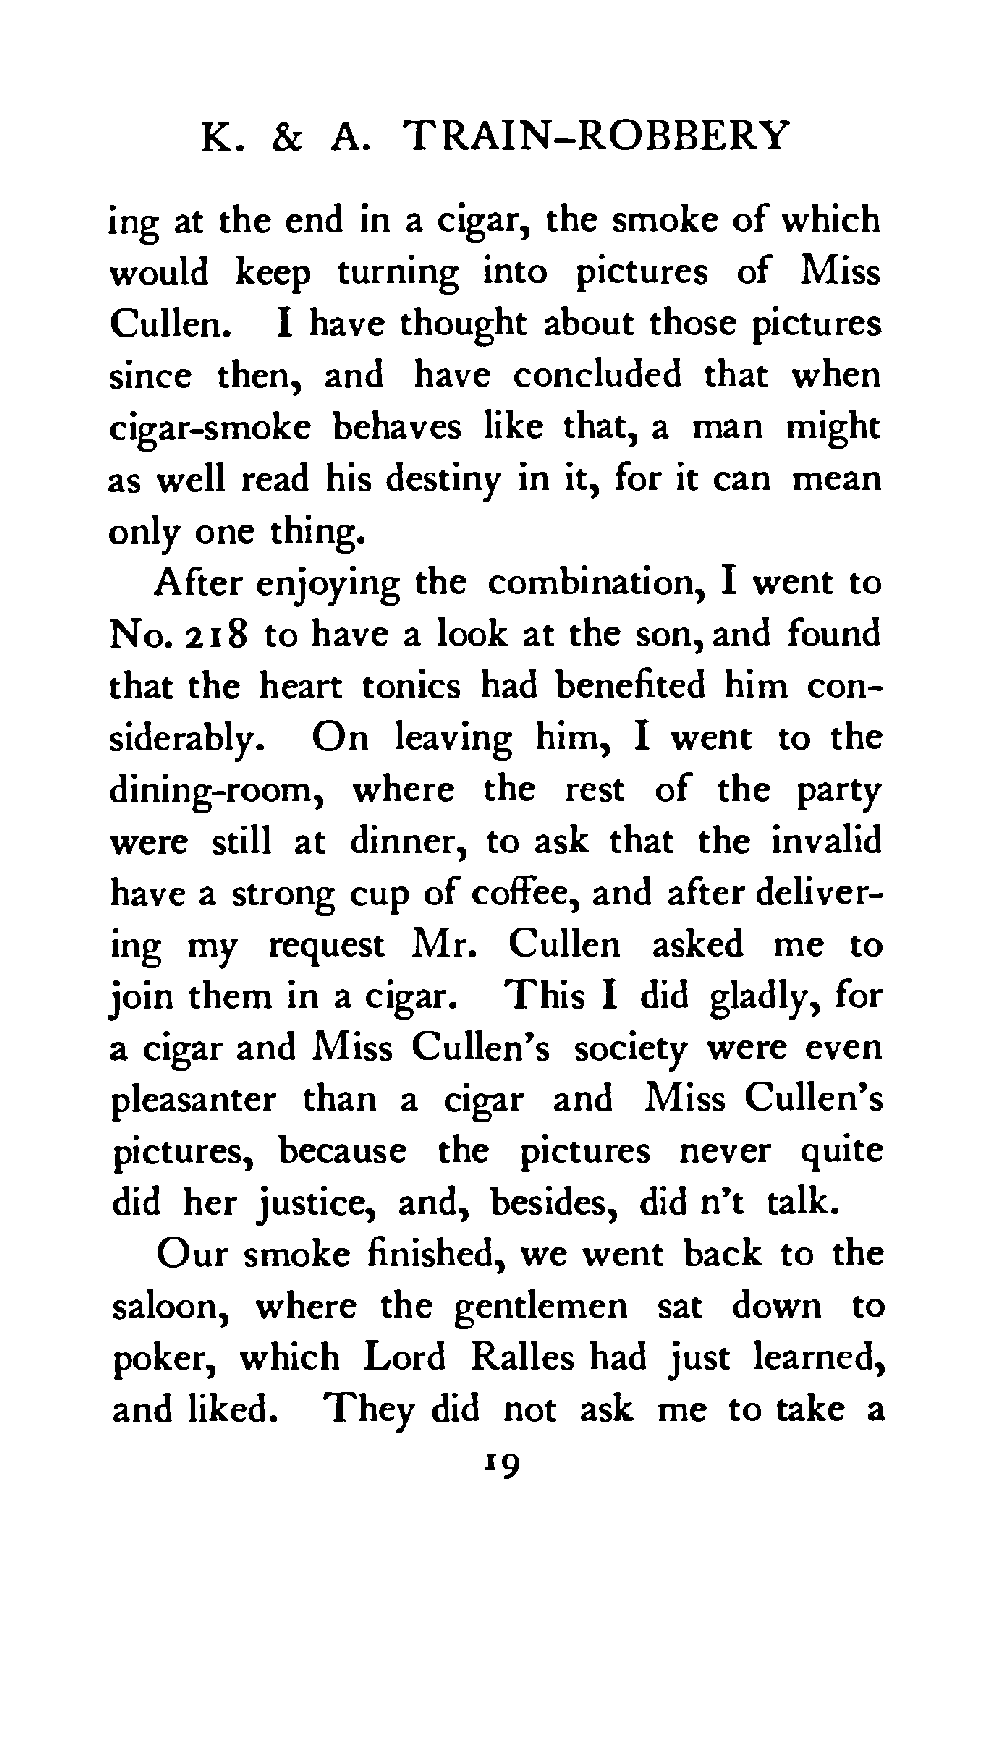 K. & A. TRAIN-ROBBERY
ing at the end in a cigar, the smoke of which
would keep turning into pictures of Miss
Cullen. I have thought about those pictures
since then, and have concluded that when
cigar-smoke behaves like that, a man might
as well read his destiny in it, for it can mean
only one thing.
After enjoying the combination, I went to
No. 218 to have a look at the son, and found
that the heart tonics had benefited him con-
siderably. On leaving him, I went to the
dining-room, where the rest of the party
were still at dinner, to ask that the invalid
have a strong cup of coffee, and after deliver-
ing my request Mr. Cullen asked me to
join them in a cigar. This I did gladly, for
a cigar and Miss Cullen's society were even
pleasanter than a cigar and Miss Cullen's
pictures, because the pictures never quite
did her justice, and, besides, did n't talk.
Our smoke finished, we went back to the
saloon, where the gentlemen sat down to
poker, which Lord Ralles had just learned,
and liked. They did not ask me to take a
19